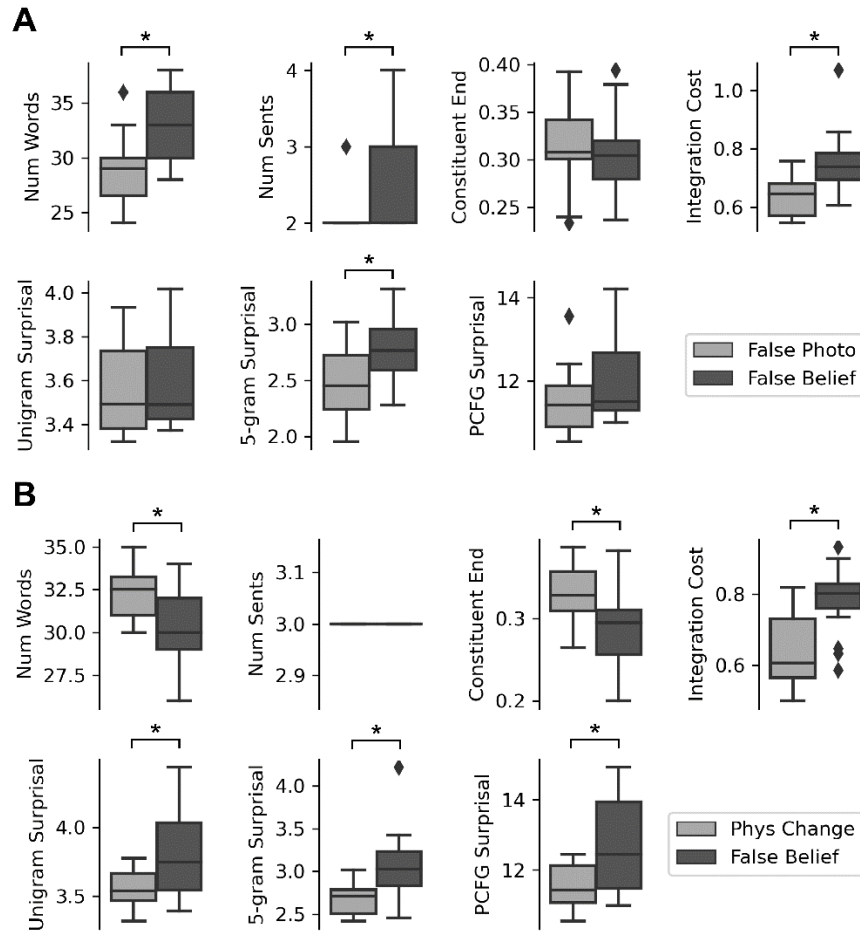 A
*
Num Words
35
30
25
*
Num Sents
4
3
2
Constituent End
0.40
0.35
0.30
0.25
*
Integration Cost
1.0
0.8
0.6
Unigram Surprisal
4.0
3.8
3.6
3.4
*
5-gram Surprisal
3.0
2.5
2.0
PCFG Surprisal
14
12
False Photo
False Belief
B
*
Num Words
35.0
32.5
30.0
27.5
Num Sents
3.1
3.0
2.9
*
Constituent End
0.3
0.2
*
Integration Cost
0.8
0.6
*
Unigram Surprisal
4.0
3.5
*
5-gram Surprisal
4.0
3.5
3.0
2.5
*
PCFG Surprisal
14
12
Phys Change
False Belief